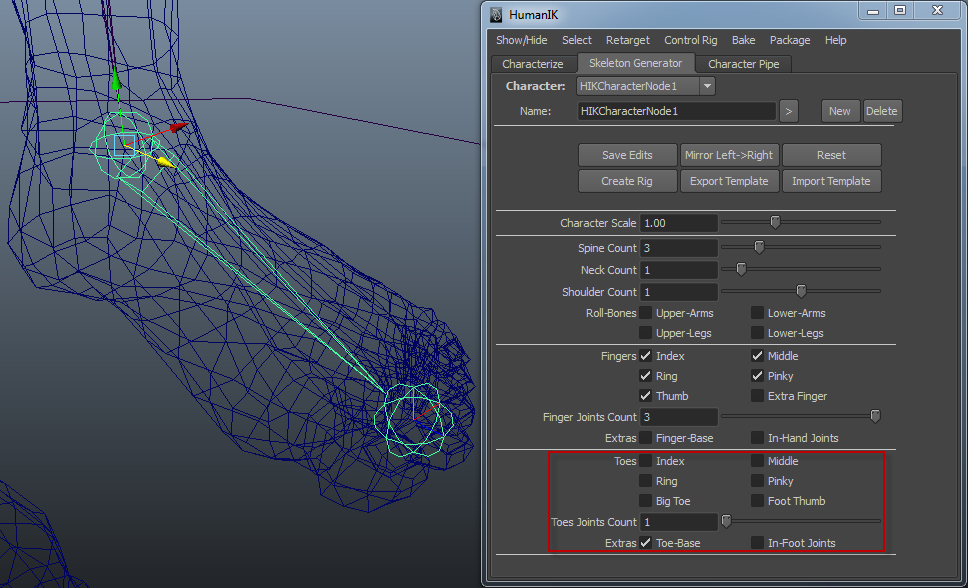 HumanIK
Show/Hide Select Retarget Control Rig Bake Package Help
Characterize Skeleton Generator Character Pipe
Character: HIKCharacterNode1
Name: HIKCharacterNode1 > New Delete
Save Edits Mirror Left->Right Reset
Create Rig Export Template Import Template
Character Scale 1.00
Spine Count 3
Neck Count 1
Shoulder Count 1
Roll-Bones Upper-Arms Lower-Arms
Upper-Legs Lower-Legs
Fingers Index Middle
Ring Pinky
Thumb Extra Finger
Finger Joints Count 3
Extras Finger-Base In-Hand Joints
Toes Index Middle
Ring Pinky
Big Toe Foot Thumb
Toes Joints Count 1
Extras Toe-Base In-Foot Joints